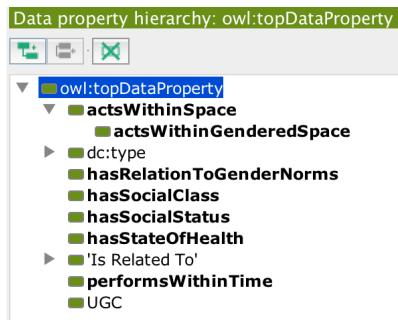 Data property hierarchy: owl:topDataProperty
owl:topDataProperty
actsWithinSpace
actsWithinGenderedSpace
dc:type
hasRelationToGenderNorms
hasSocialClass
hasSocialStatus
hasStateOfHealth
'Is Related To'
performsWithinTime
UGC